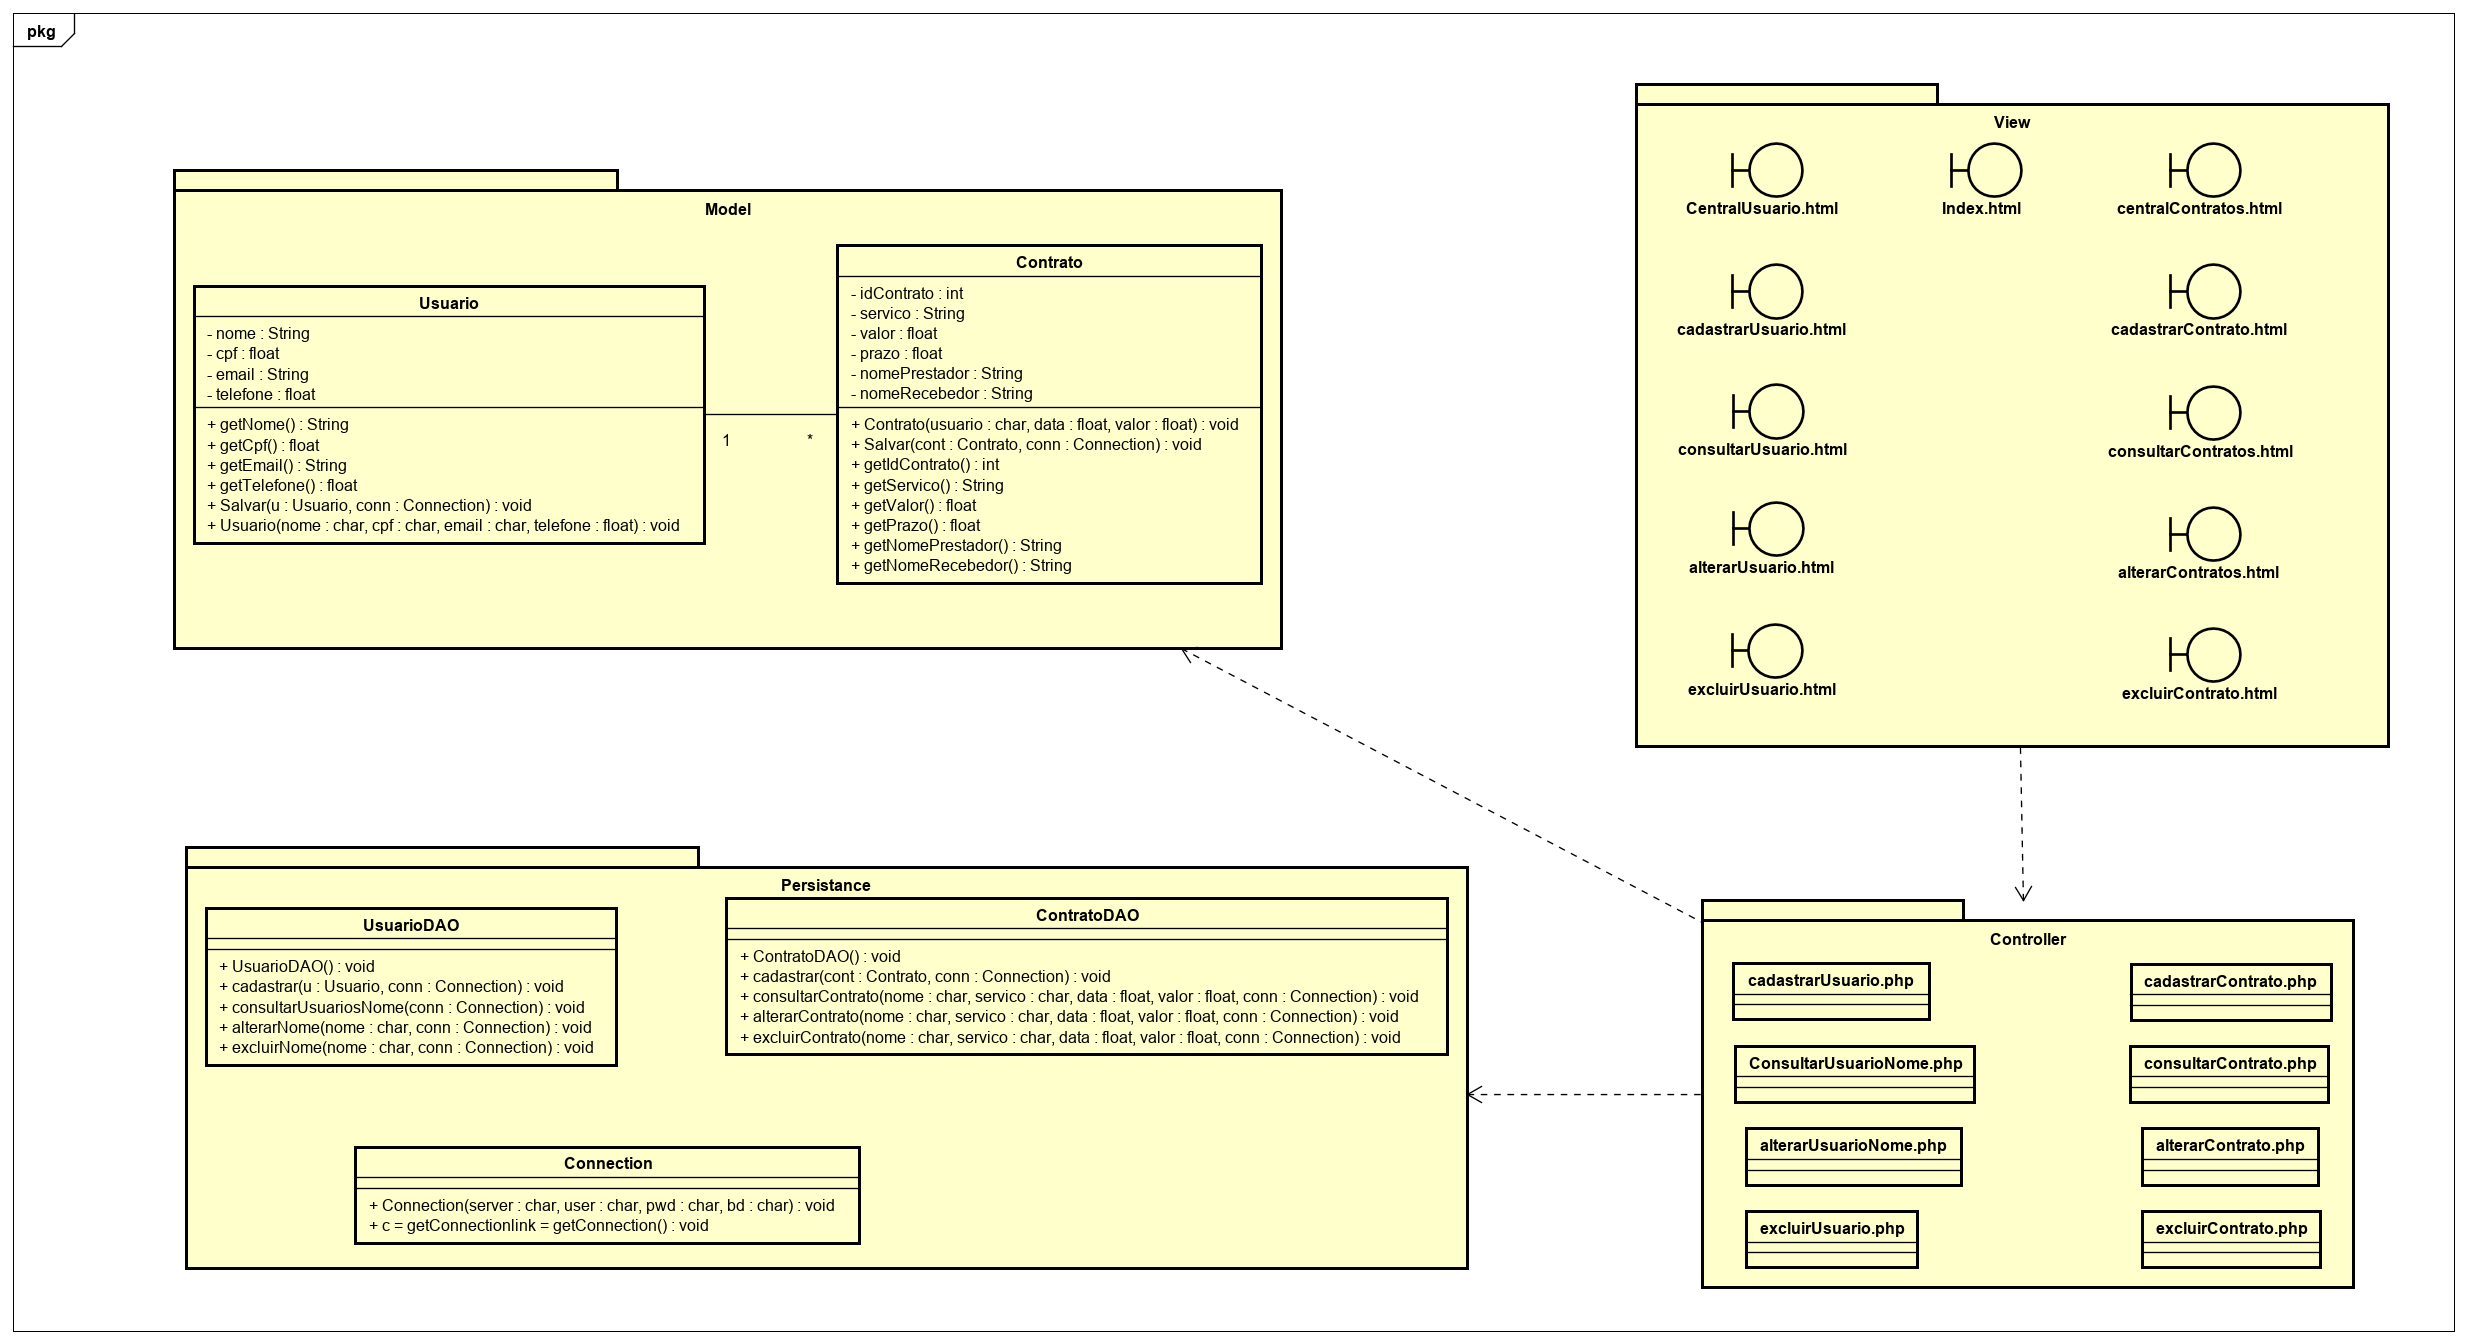 pkg
Model
Usuario
- nome : String
- cpf : float
- email : String
- telefone : float
+ getNome() : String
+ getCpf() : float
+ getEmail() : String
+ getTelefone() : float
+ Salvar(u : Usuario, conn : Connection) : void
+ Usuario(nome : char, cpf : char, email : char, telefone : float) : void
1
*
Contrato
- idContrato : int
- servico : String
- valor : float
- prazo : float
- nomePrestador : String
- nomeRecebedor : String
+ Contrato(usuario : char, data : float, valor : float) : void
+ Salvar(cont : Contrato, conn : Connection) : void
+ getIdContrato() : int
+ getServico() : String
+ getValor() : float
+ getPrazo() : float
+ getNomePrestador() : String
+ getNomeRecebedor() : String
View
CentralUsuario.html
Index.html
centralContratos.html
cadastrarUsuario.html
cadastrarContrato.html
consultarUsuario.html
consultarContratos.html
alterarUsuario.html
alterarContratos.html
excluirUsuario.html
excluirContrato.html
Persistance
UsuarioDAO
+ UsuarioDAO() : void
+ cadastrar(u : Usuario, conn : Connection) : void
+ consultarUsuariosNome(conn : Connection) : void
+ alterarNome(nome : char, conn : Connection) : void
+ excluirNome(nome : char, conn : Connection) : void
ContratoDAO
+ ContratoDAO() : void
+ cadastrar(cont : Contrato, conn : Connection) : void
+ consultarContrato(nome : char, servico : char, data : float, valor : float, conn : Connection) : void
+ alterarContrato(nome : char, servico : char, data : float, valor : float, conn : Connection) : void
+ excluirContrato(nome : char, servico : char, data : float, valor : float, conn : Connection) : void
Connection
+ Connection(server : char, user : char, pwd : char, bd : char) : void
+ c = getConnectionlink = getConnection() : void
Controller
cadastrarUsuario.php
cadastrarContrato.php
ConsultarUsuarioNome.php
consultarContrato.php
alterarUsuarioNome.php
alterarContrato.php
excluirUsuario.php
excluirContrato.php